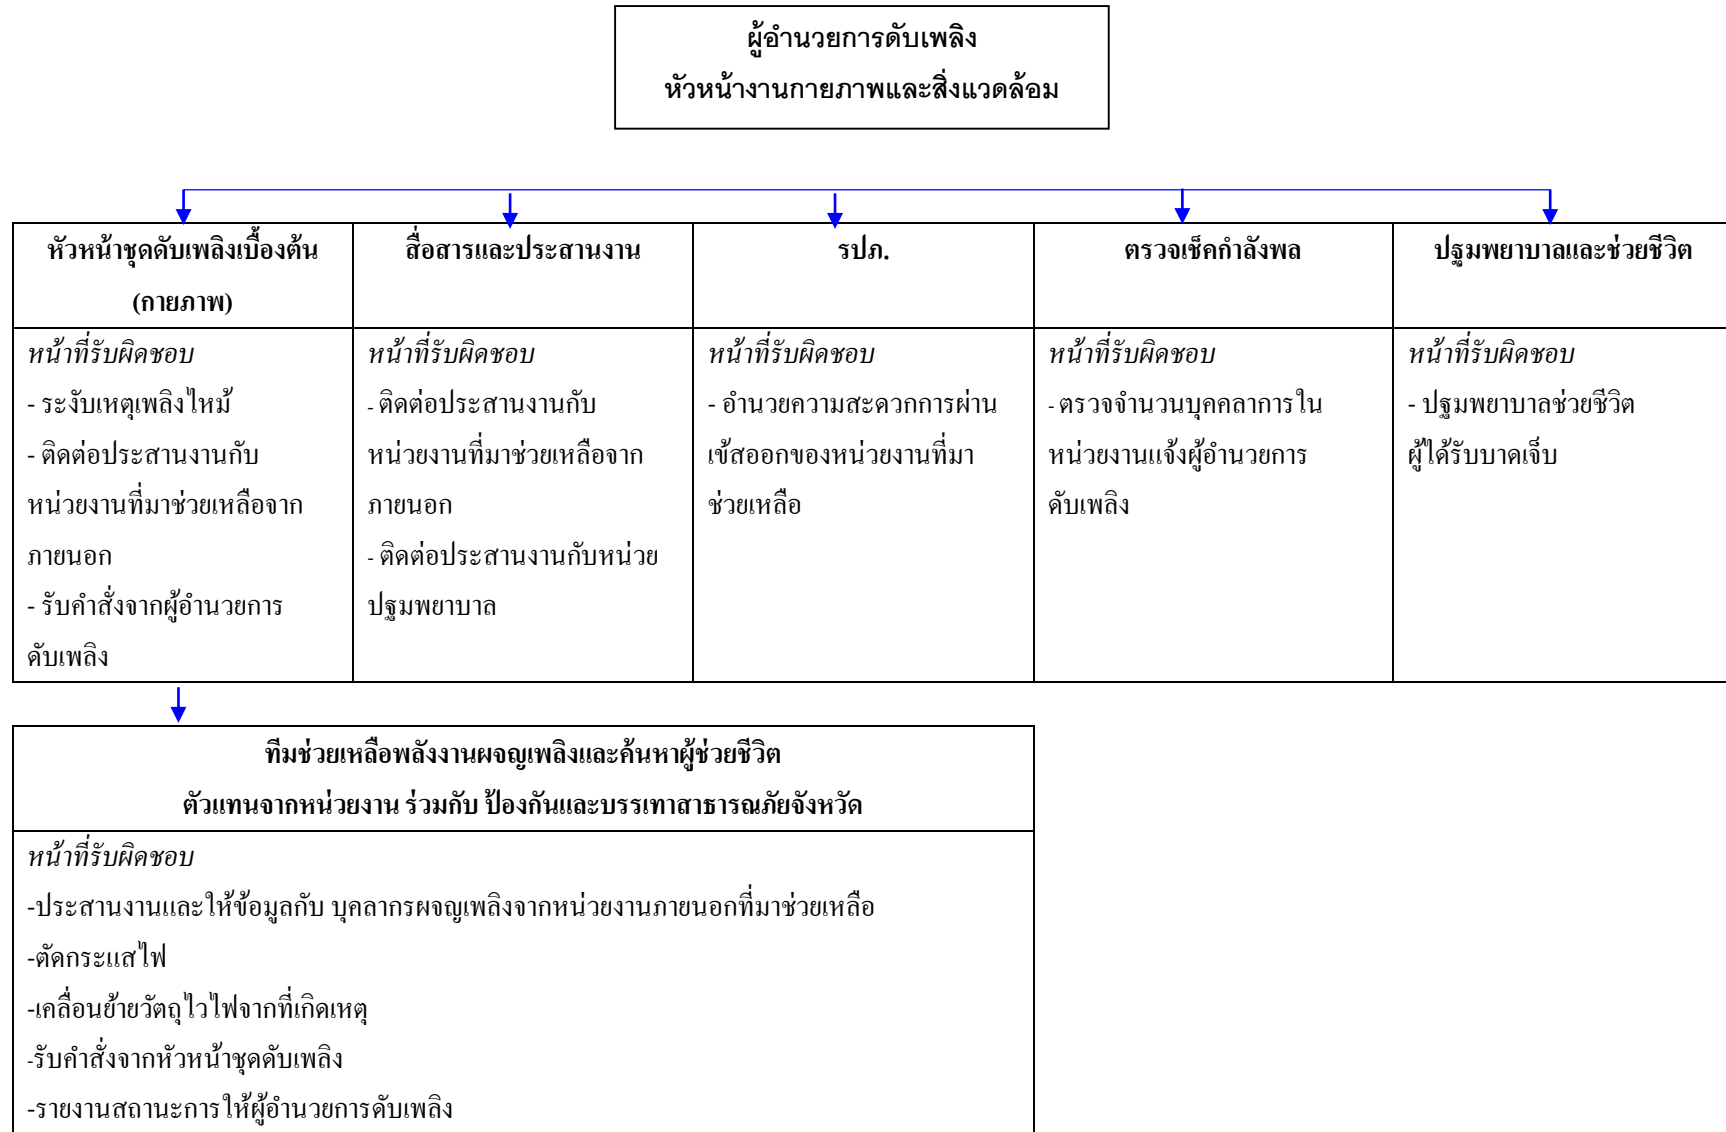 ผู้อำนวยการดับเพลิง
หัวหน้างานกายภาพและสิ่งแวดล้อม
หัวหน้าชุดดับเพลิงเบื้องต้น
(กายภาพ)
หน้าที่รับผิดชอบ
- ระงับเหตุเพลิงไหม้
- ติดต่อประสานงานกับ
หน่วยงานที่มาช่วยเหลือจาก
ภายนอก
- รับคำสั่งจากผู้อำนวยการ
ดับเพลิง
สื่อสารและประสานงาน
หน้าที่รับผิดชอบ
- ติดต่อประสานงานกับ
หน่วยงานที่มาช่วยเหลือจาก
ภายนอก
- ติดต่อประสานงานกับหน่วย
ปฐมพยาบาล
รปภ.
หน้าที่รับผิดชอบ
- อำนวยความสะดวกการผ่าน
เข้สออกของหน่วยงานที่มา
ช่วยเหลือ
ตรวจเช็คกำลังพล
หน้าที่รับผิดชอบ
- ตรวจจำนวนบุคคลาการใน
หน่วยงานแจ้งผู้อำนวยการ
ดับเพลิง
ปฐมพยาบาลและช่วยชีวิต
หน้าที่รับผิดชอบ
- ปฐมพยาบาลช่วยชีวิต
ผู้ได้รับบาดเจ็บ
ทีมช่วยเหลือพลังงานผจญเพลิงและค้นหาผู้ช่วยชีวิต
ตัวแทนจากหน่วยงาน ร่วมกับ ป้องกันและบรรเทาสาธารณภัยจังหวัด
หน้าที่รับผิดชอบ
-ประสานงานและให้ข้อมูลกับ บุคลากรผจญเพลิงจากหน่วยงานภายนอกที่มาช่วยเหลือ
-ตัดกระแสไฟ
-เคลื่อนย้ายวัตถุไวไฟจากที่เกิดเหตุ
-รับคำสั่งจากหัวหน้าชุดดับเพลิง
-รายงานสถานะการให้ผู้อำนวยการดับเพลิง